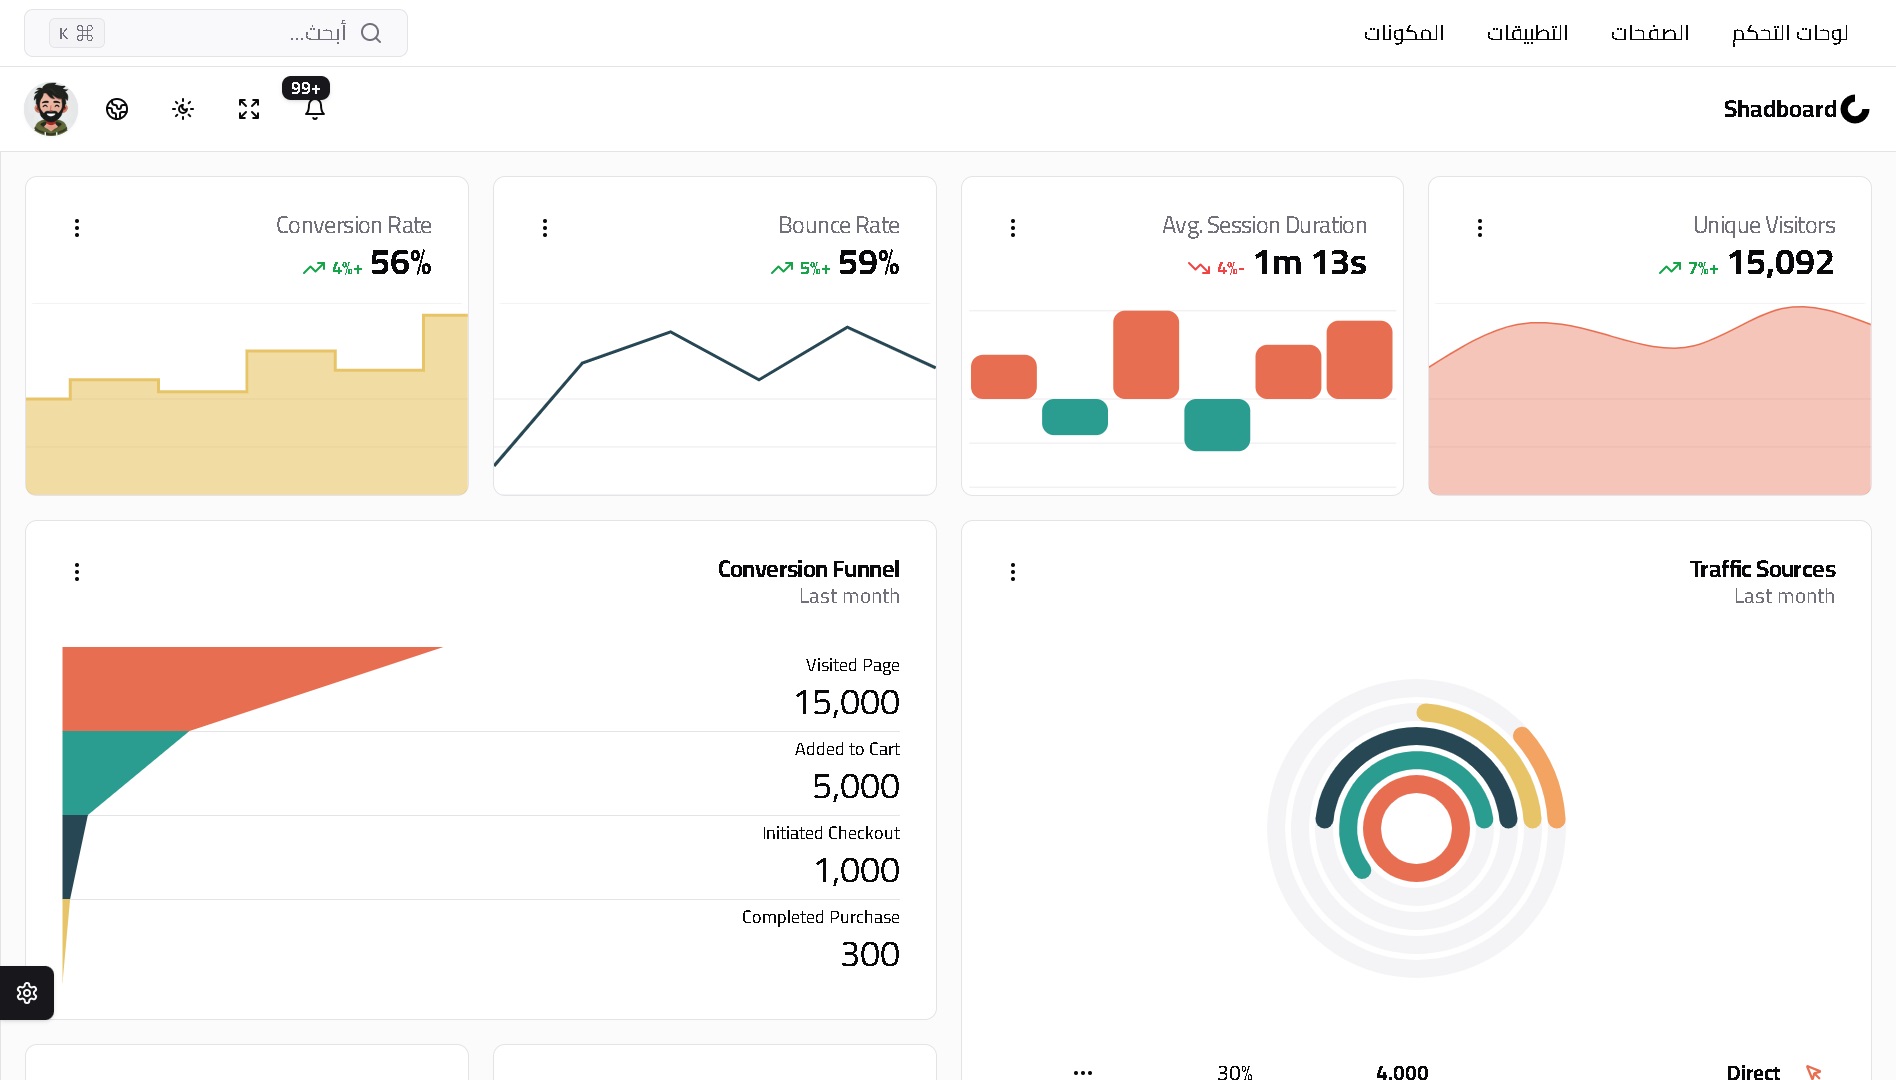 لوحات التحكم
الصفحات
التطبيقات
المكونات
أبحث...
⌘ K
Shadboard
99+
Unique Visitors
15,092 7%+
Avg. Session Duration
1m 13s 4%-
Bounce Rate
59% 5%+
Conversion Rate
56% 4%+
Traffic Sources
Last month
Direct 4,000 30%
Conversion Funnel
Last month
Visited Page
15,000
Added to Cart
5,000
Initiated Checkout
1,000
Completed Purchase
300